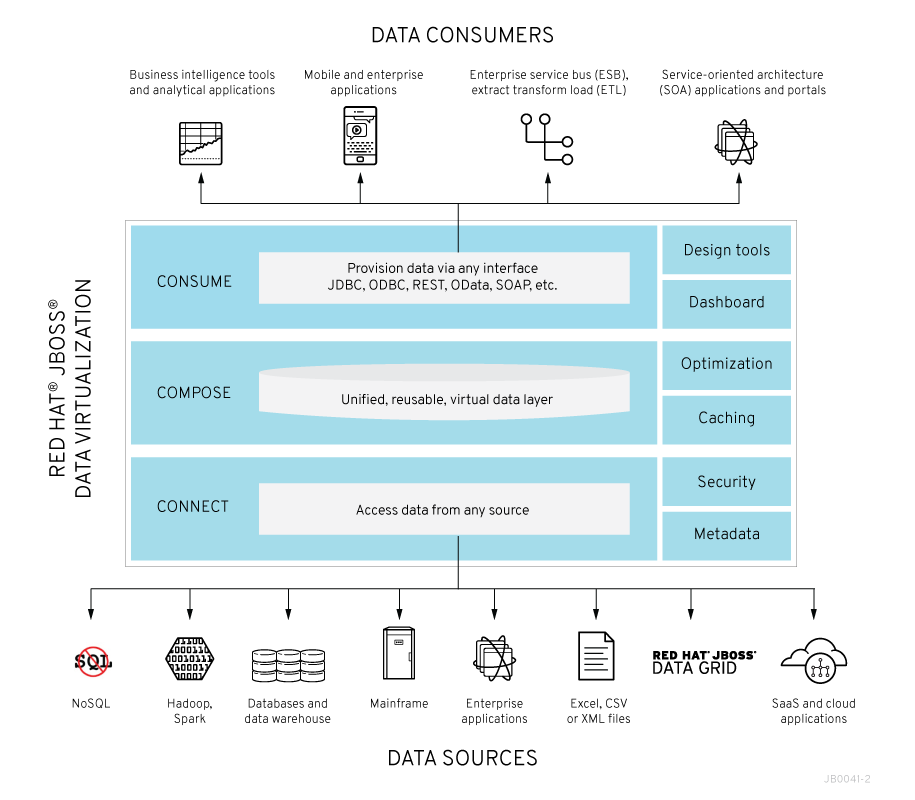 DATA CONSUMERS
Business intelligence tools
and analytical applications
Mobile and enterprise
applications
Enterprise service bus (ESB),
extract transform load (ETL)
Service-oriented architecture
(SOA) applications and portals
RED HAT® JBOSS®
DATA VIRTUALIZATION
CONSUME
Provision data via any interface
JDBC, ODBC, REST, OData, SOAP, etc.
Design tools
Dashboard
COMPOSE
Unified, reusable, virtual data layer
Optimization
Caching
CONNECT
Access data from any source
Security
Metadata
SQL
NoSQL
Hadoop,
Spark
Databases and
data warehouse
Mainframe
Enterprise
applications
Excel, CSV
or XML files
RED HAT® JBOSS®
DATA GRID
SaaS and cloud
applications
DATA SOURCES
JB0041-2